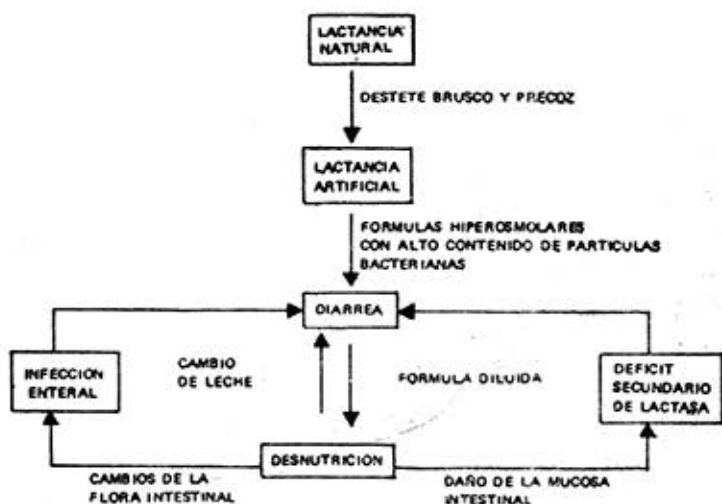 LACTANCIA
NATURAL
DESTETE BRUSCO Y PRECOZ
LACTANCIA
ARTIFICIAL
FORMULAS HIPEROSMOLARES
CON ALTO CONTENIDO DE PARTICULAS
BACTERIANAS
DIARREA
INFECCION
ENTERAL
CAMBIO
DE LECHE
FORMULA DILUIDA
DEFICIT
SECUNDARIO
DE LACTASA
DESNUTRICION
CAMBIOS DE LA
FLORA INTESTINAL
DAÑO DE LA MUCOSA
INTESTINAL